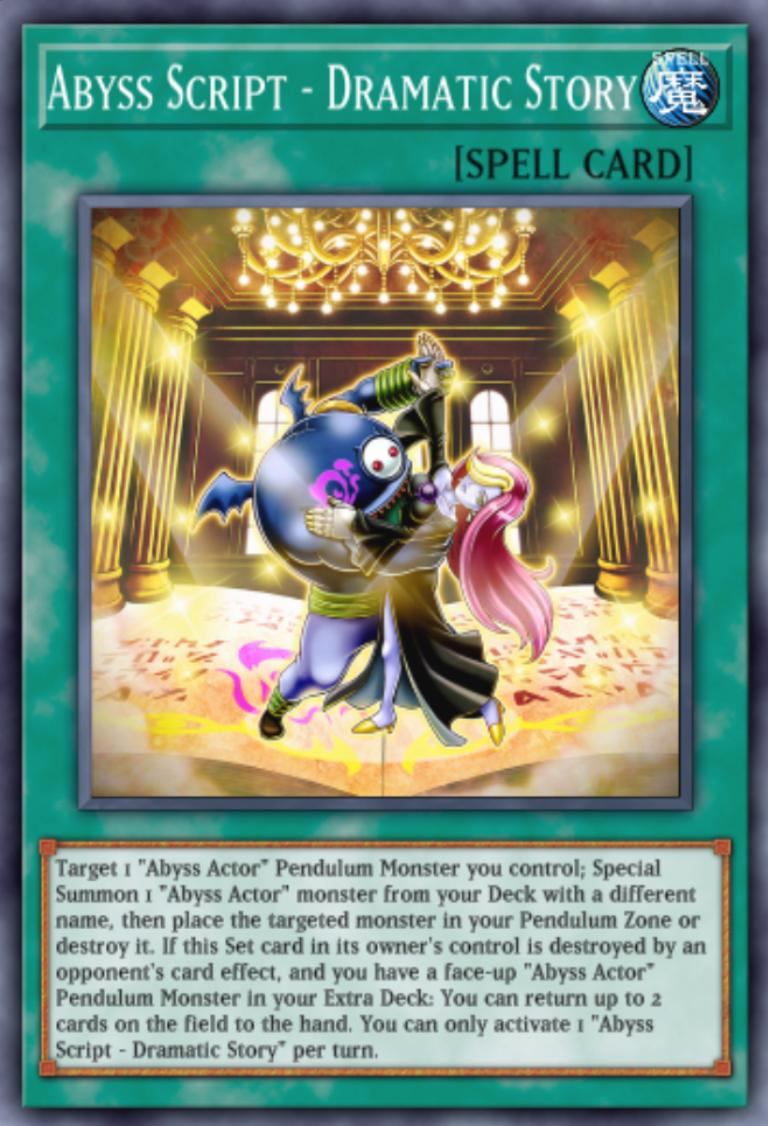 Abyss Script - Dramatic Story
SPELL
魔
[SPELL CARD]
Target 1 "Abyss Actor" Pendulum Monster you control; Special
Summon 1 "Abyss Actor" monster from your Deck with a different
name, then place the targeted monster in your Pendulum Zone or
destroy it. If this Set card in its owner's control is destroyed by an
opponent's card effect, and you have a face-up "Abyss Actor"
Pendulum Monster in your Extra Deck: You can return up to 2
cards on the field to the hand. You can only activate 1 "Abyss
Script - Dramatic Story" per turn.